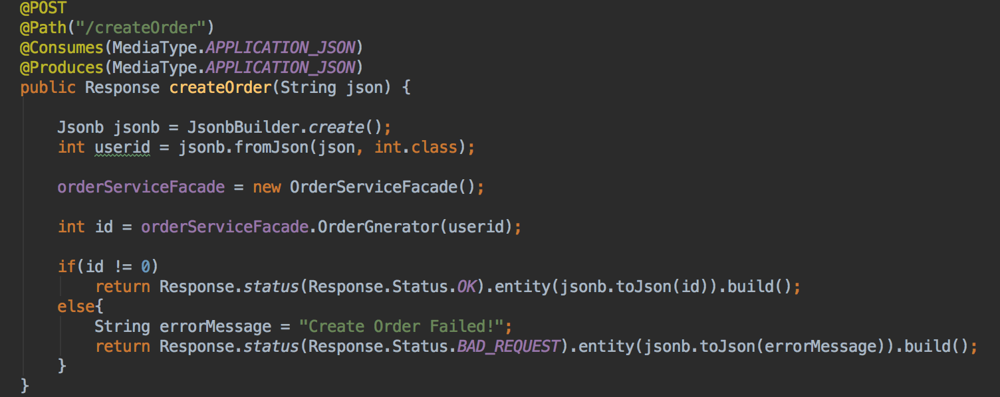 @POST
@Path("/createOrder")
@Consumes(MediaType.APPLICATION_JSON)
@Produces(MediaType.APPLICATION_JSON)
public Response createOrder(String json) {
Jsonb jsonb = JsonbBuilder.create();
int userid = jsonb.fromJson(json, int.class);
orderServiceFacade = new OrderServiceFacade();
int id = orderServiceFacade.OrderGnerator(userid);
if(id != 0)
return Response.status(Response.Status.OK).entity(jsonb.toJson(id)).build();
else{
String errorMessage = "Create Order Failed!";
return Response.status(Response.Status.BAD_REQUEST).entity(jsonb.toJson(errorMessage)).build();
}
}